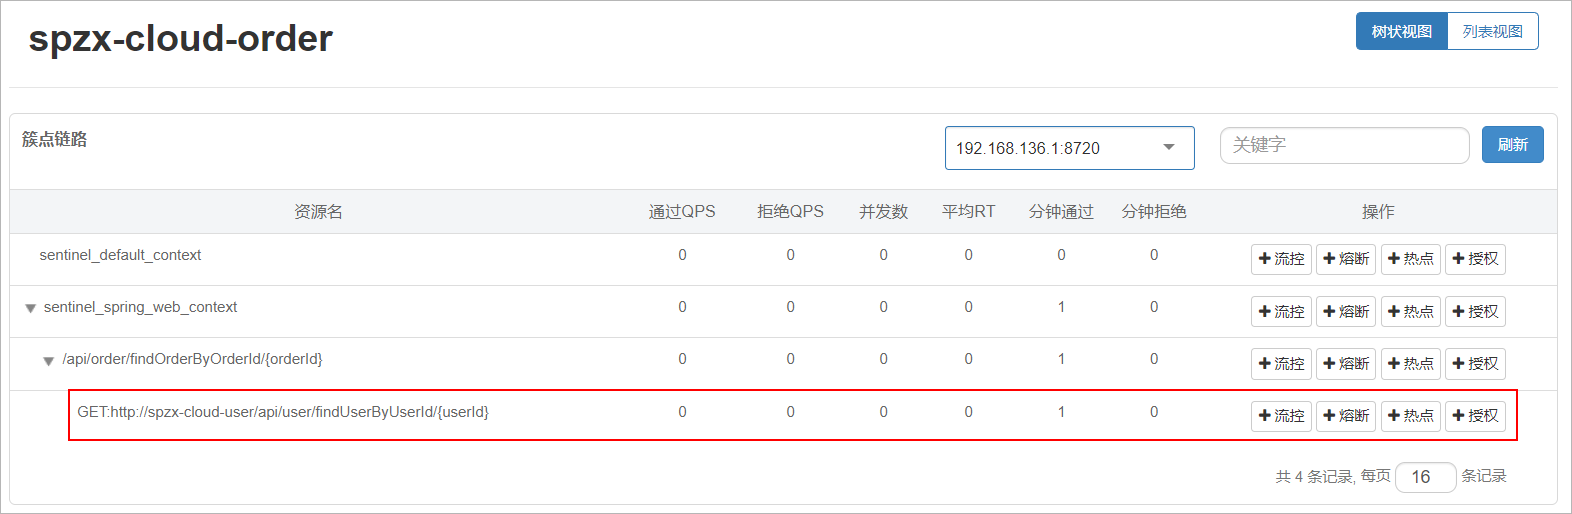 spzx-cloud-order
树状视图 列表视图
簇点链路 192.168.136.1:8720 关键字 刷新
资源名 通过QPS 拒绝QPS 并发数 平均RT 分钟通过 分钟拒绝 操作
sentinel_default_context 0 0 0 0 0 0 流控 熔断 热点 授权
sentinel_spring_web_context 0 0 0 0 1 0 流控 熔断 热点 授权
/api/order/findOrderByOrderId/{orderId} 0 0 0 0 1 0 流控 熔断 热点 授权
GET:http://spzx-cloud-user/api/user/findUserByUserId/{userId} 0 0 0 0 1 0 流控 熔断 热点 授权
共 4 条记录, 每页 16 条记录